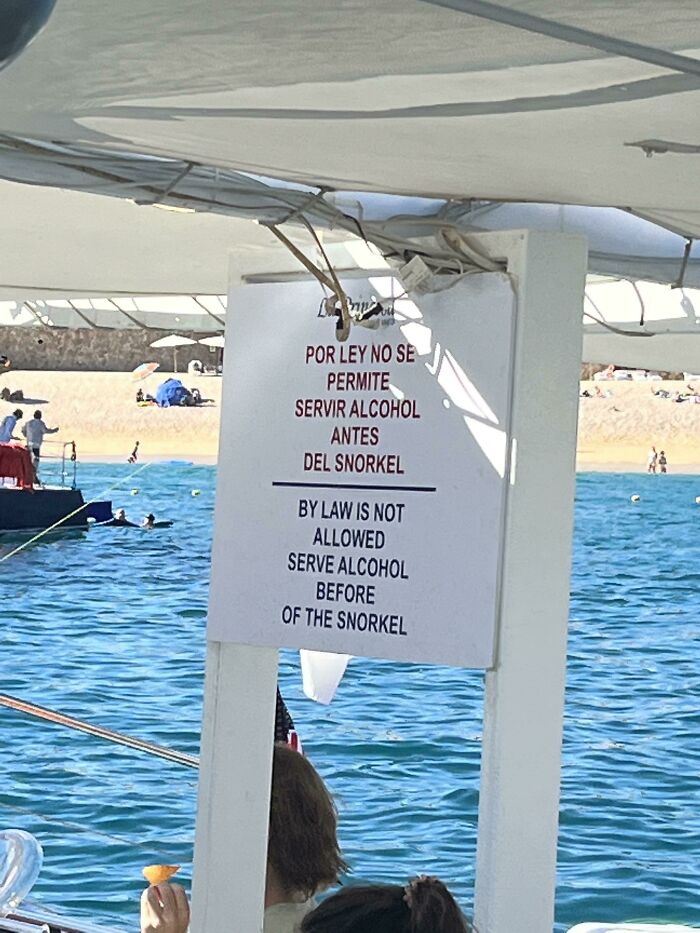 POR LEY NO SE
PERMITE
SERVIR ALCOHOL
ANTES
DEL SNORKEL
BY LAW IS NOT
ALLOWED
SERVE ALCOHOL
BEFORE
OF THE SNORKEL